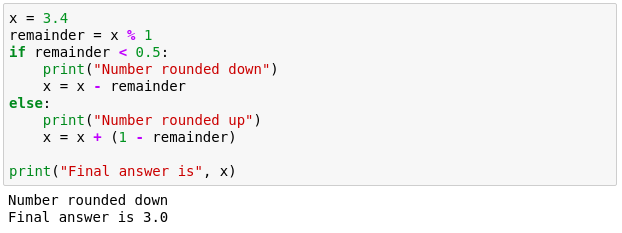 x = 3.4
remainder = x % 1
if remainder < 0.5:
    print("Number rounded down")
    x = x - remainder
else:
    print("Number rounded up")
    x = x + (1 - remainder)

print("Final answer is", x)
Number rounded down
Final answer is 3.0